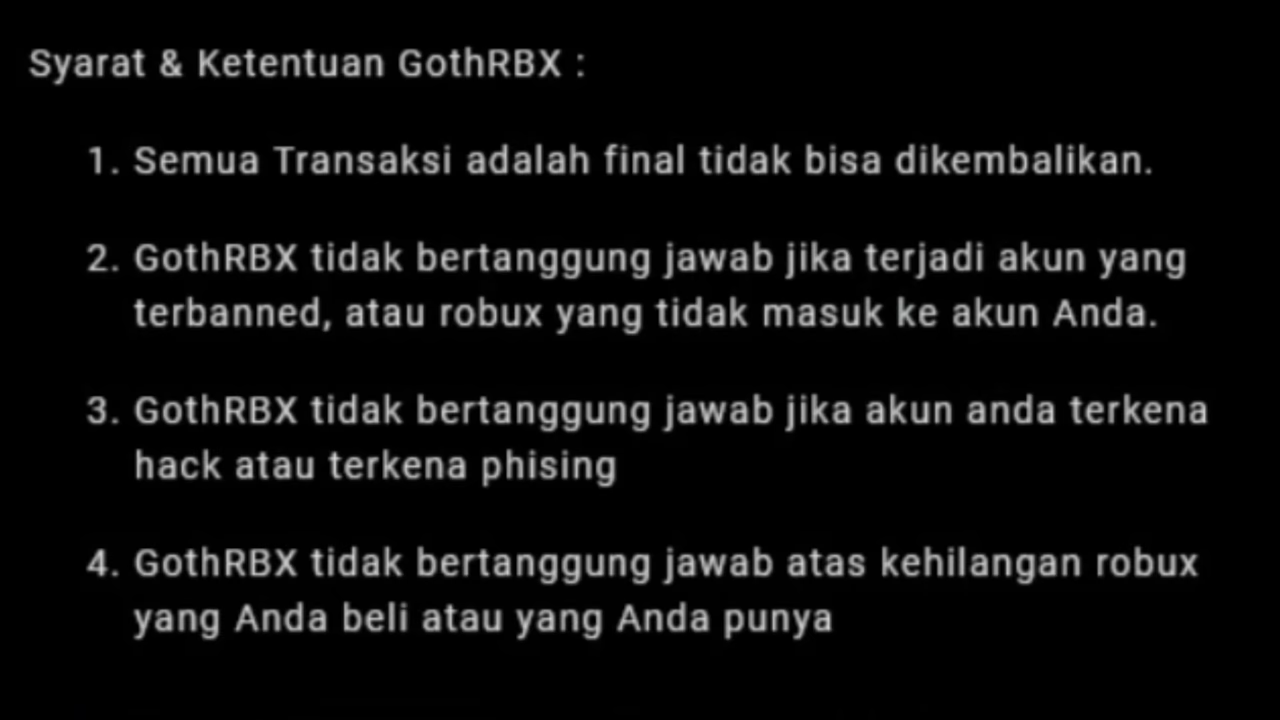 Syarat & Ketentuan GothRBX :
1. Semua Transaksi adalah final tidak bisa dikembalikan.
2. GothRBX tidak bertanggung jawab jika terjadi akun yang
terbanned, atau robux yang tidak masuk ke akun Anda.
3. GothRBX tidak bertanggung jawab jika akun anda terkena
hack atau terkena phising
4. GothRBX tidak bertanggung jawab atas kehilangan robux
yang Anda beli atau yang Anda punya